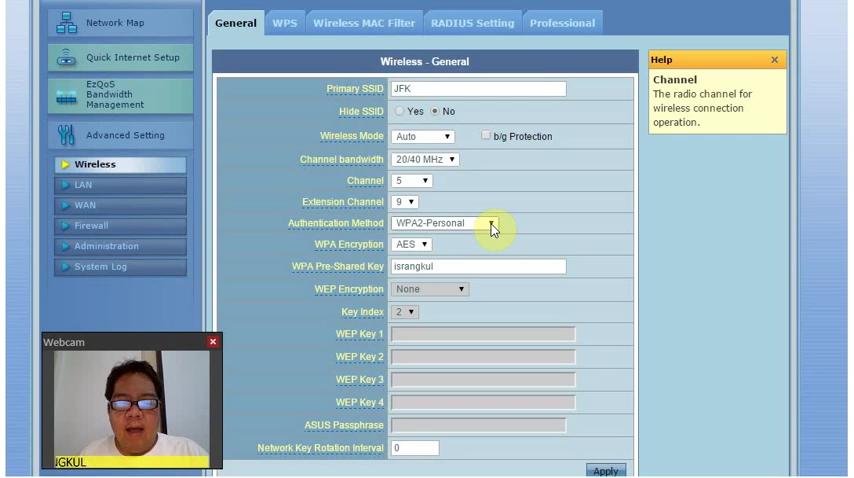 Network Map
Quick Internet Setup
EzQoS
Bandwidth
Management
Advanced Setting
Wireless
LAN
WAN
Firewall
Administration
System Log
General
WPS
Wireless MAC Filter
RADIUS Setting
Professional
Wireless - General
Primary SSID JFK
Hide SSID Yes No
Wireless Mode Auto b/g Protection
Channel bandwidth 20/40 MHz
Channel 5
Extension Channel 9
Authentication Method WPA2-Personal
WPA Encryption AES
WPA Pre-Shared Key israngkul
WEP Encryption None
Key Index 2
WEP Key 1
WEP Key 2
WEP Key 3
WEP Key 4
ASUS Passphrase
Network Key Rotation Interval 0
Apply
Help
Channel
The radio channel for
wireless connection
operation.
Webcam
GKUL